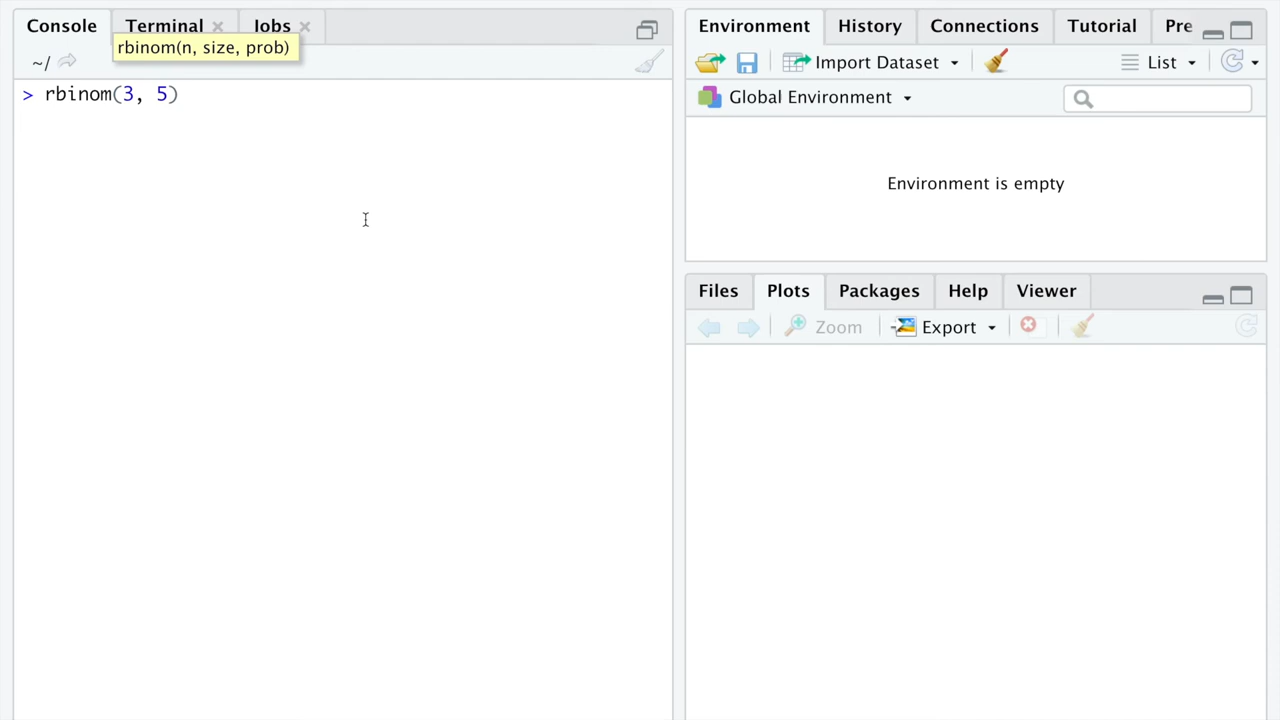 Console Terminal Jobs
rbinom(n, size, prob)
~/
> rbinom(3, 5)
Environment History Connections Tutorial Pre
Import Dataset List
Global Environment
Environment is empty
Files Plots Packages Help Viewer
Zoom Export